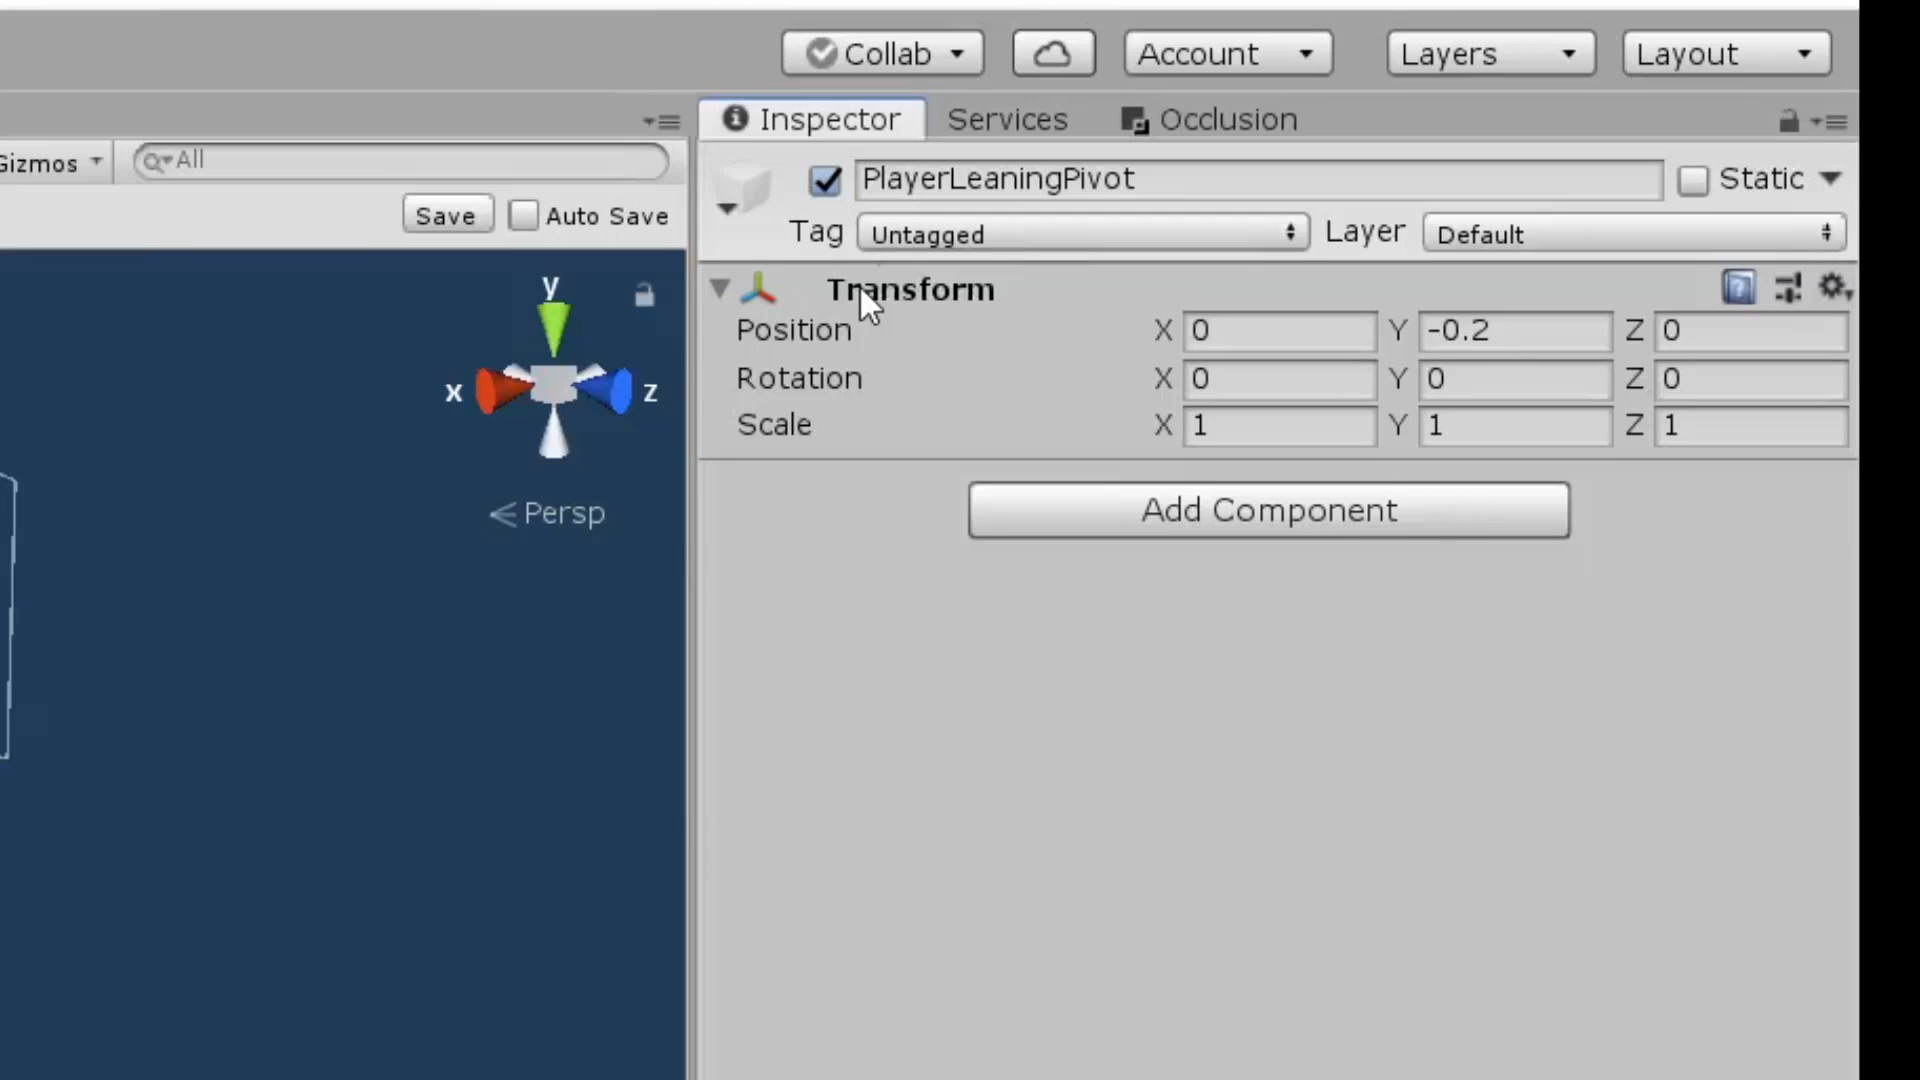 Collab Account Layers Layout
Inspector Services Occlusion
Gizmos All
PlayerLeaningPivot Static
Save Auto Save
Tag Untagged Layer Default
Transform
Position X 0 Y -0.2 Z 0
Rotation X 0 Y 0 Z 0
Scale X 1 Y 1 Z 1
Add Component
y
x z
Persp